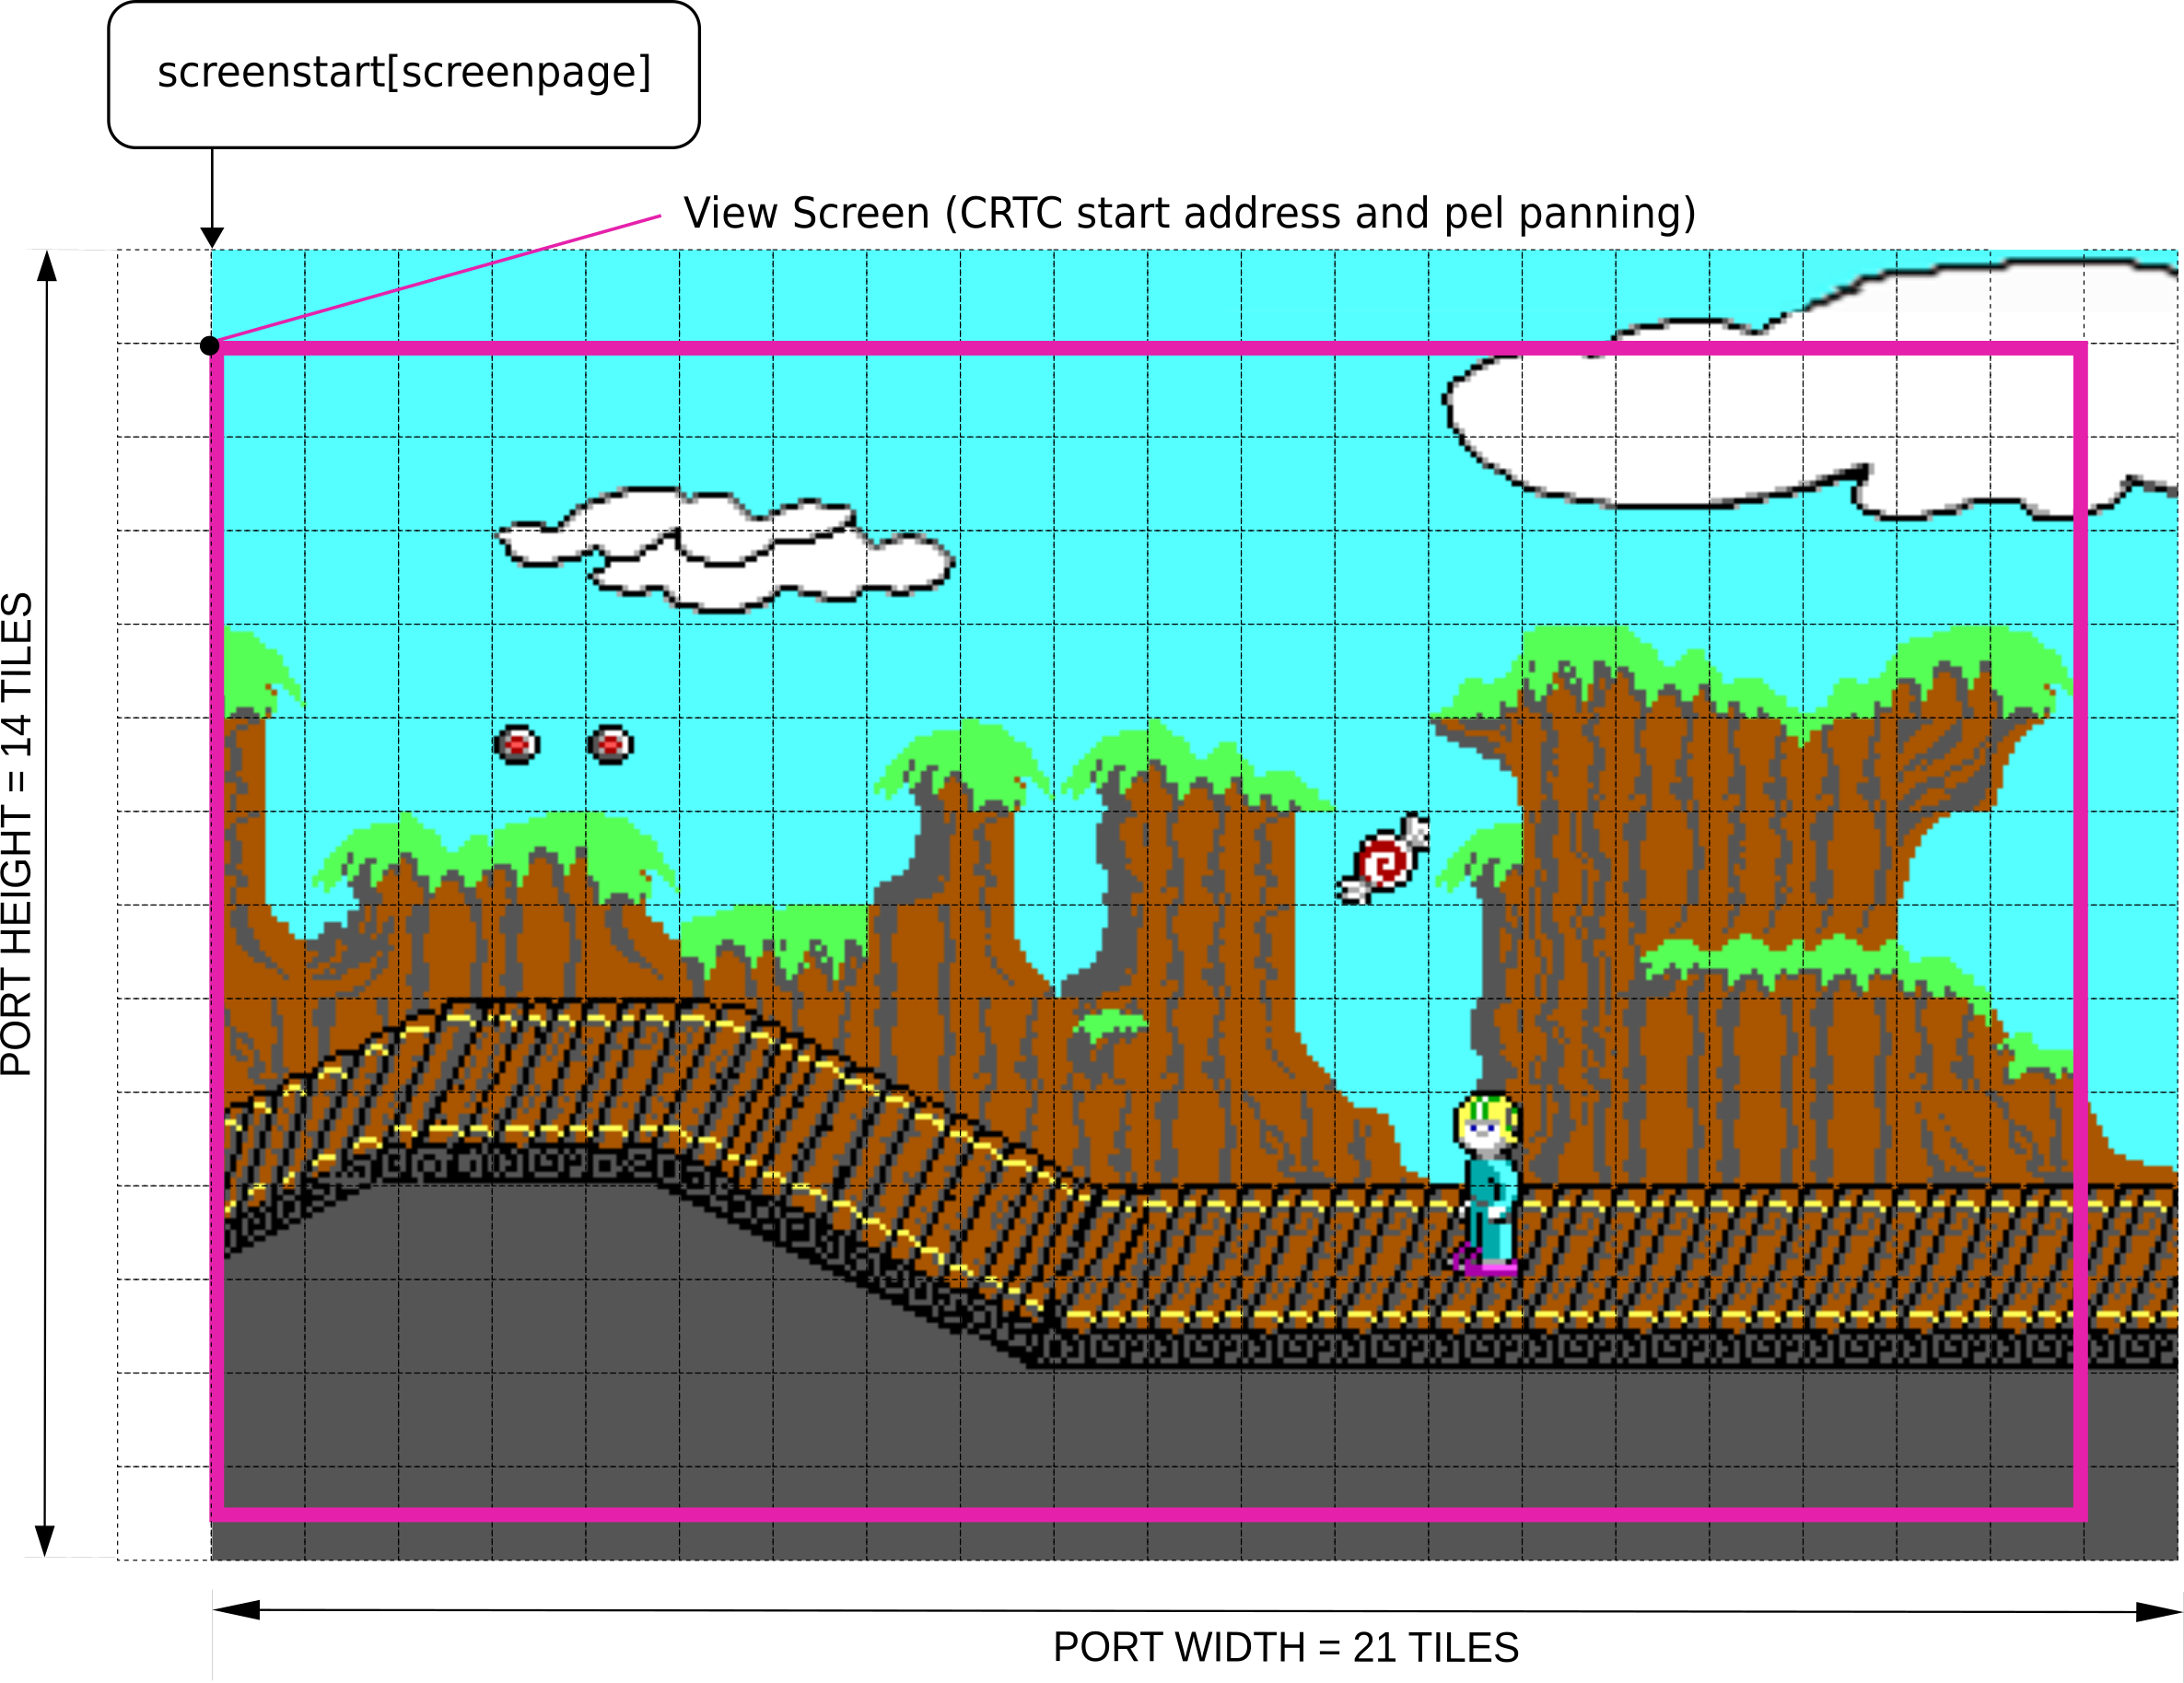 screenstart[screenpage]
View Screen (CRTC start address and pel panning)
PORT HEIGHT = 14 TILES
PORT WIDTH = 21 TILES